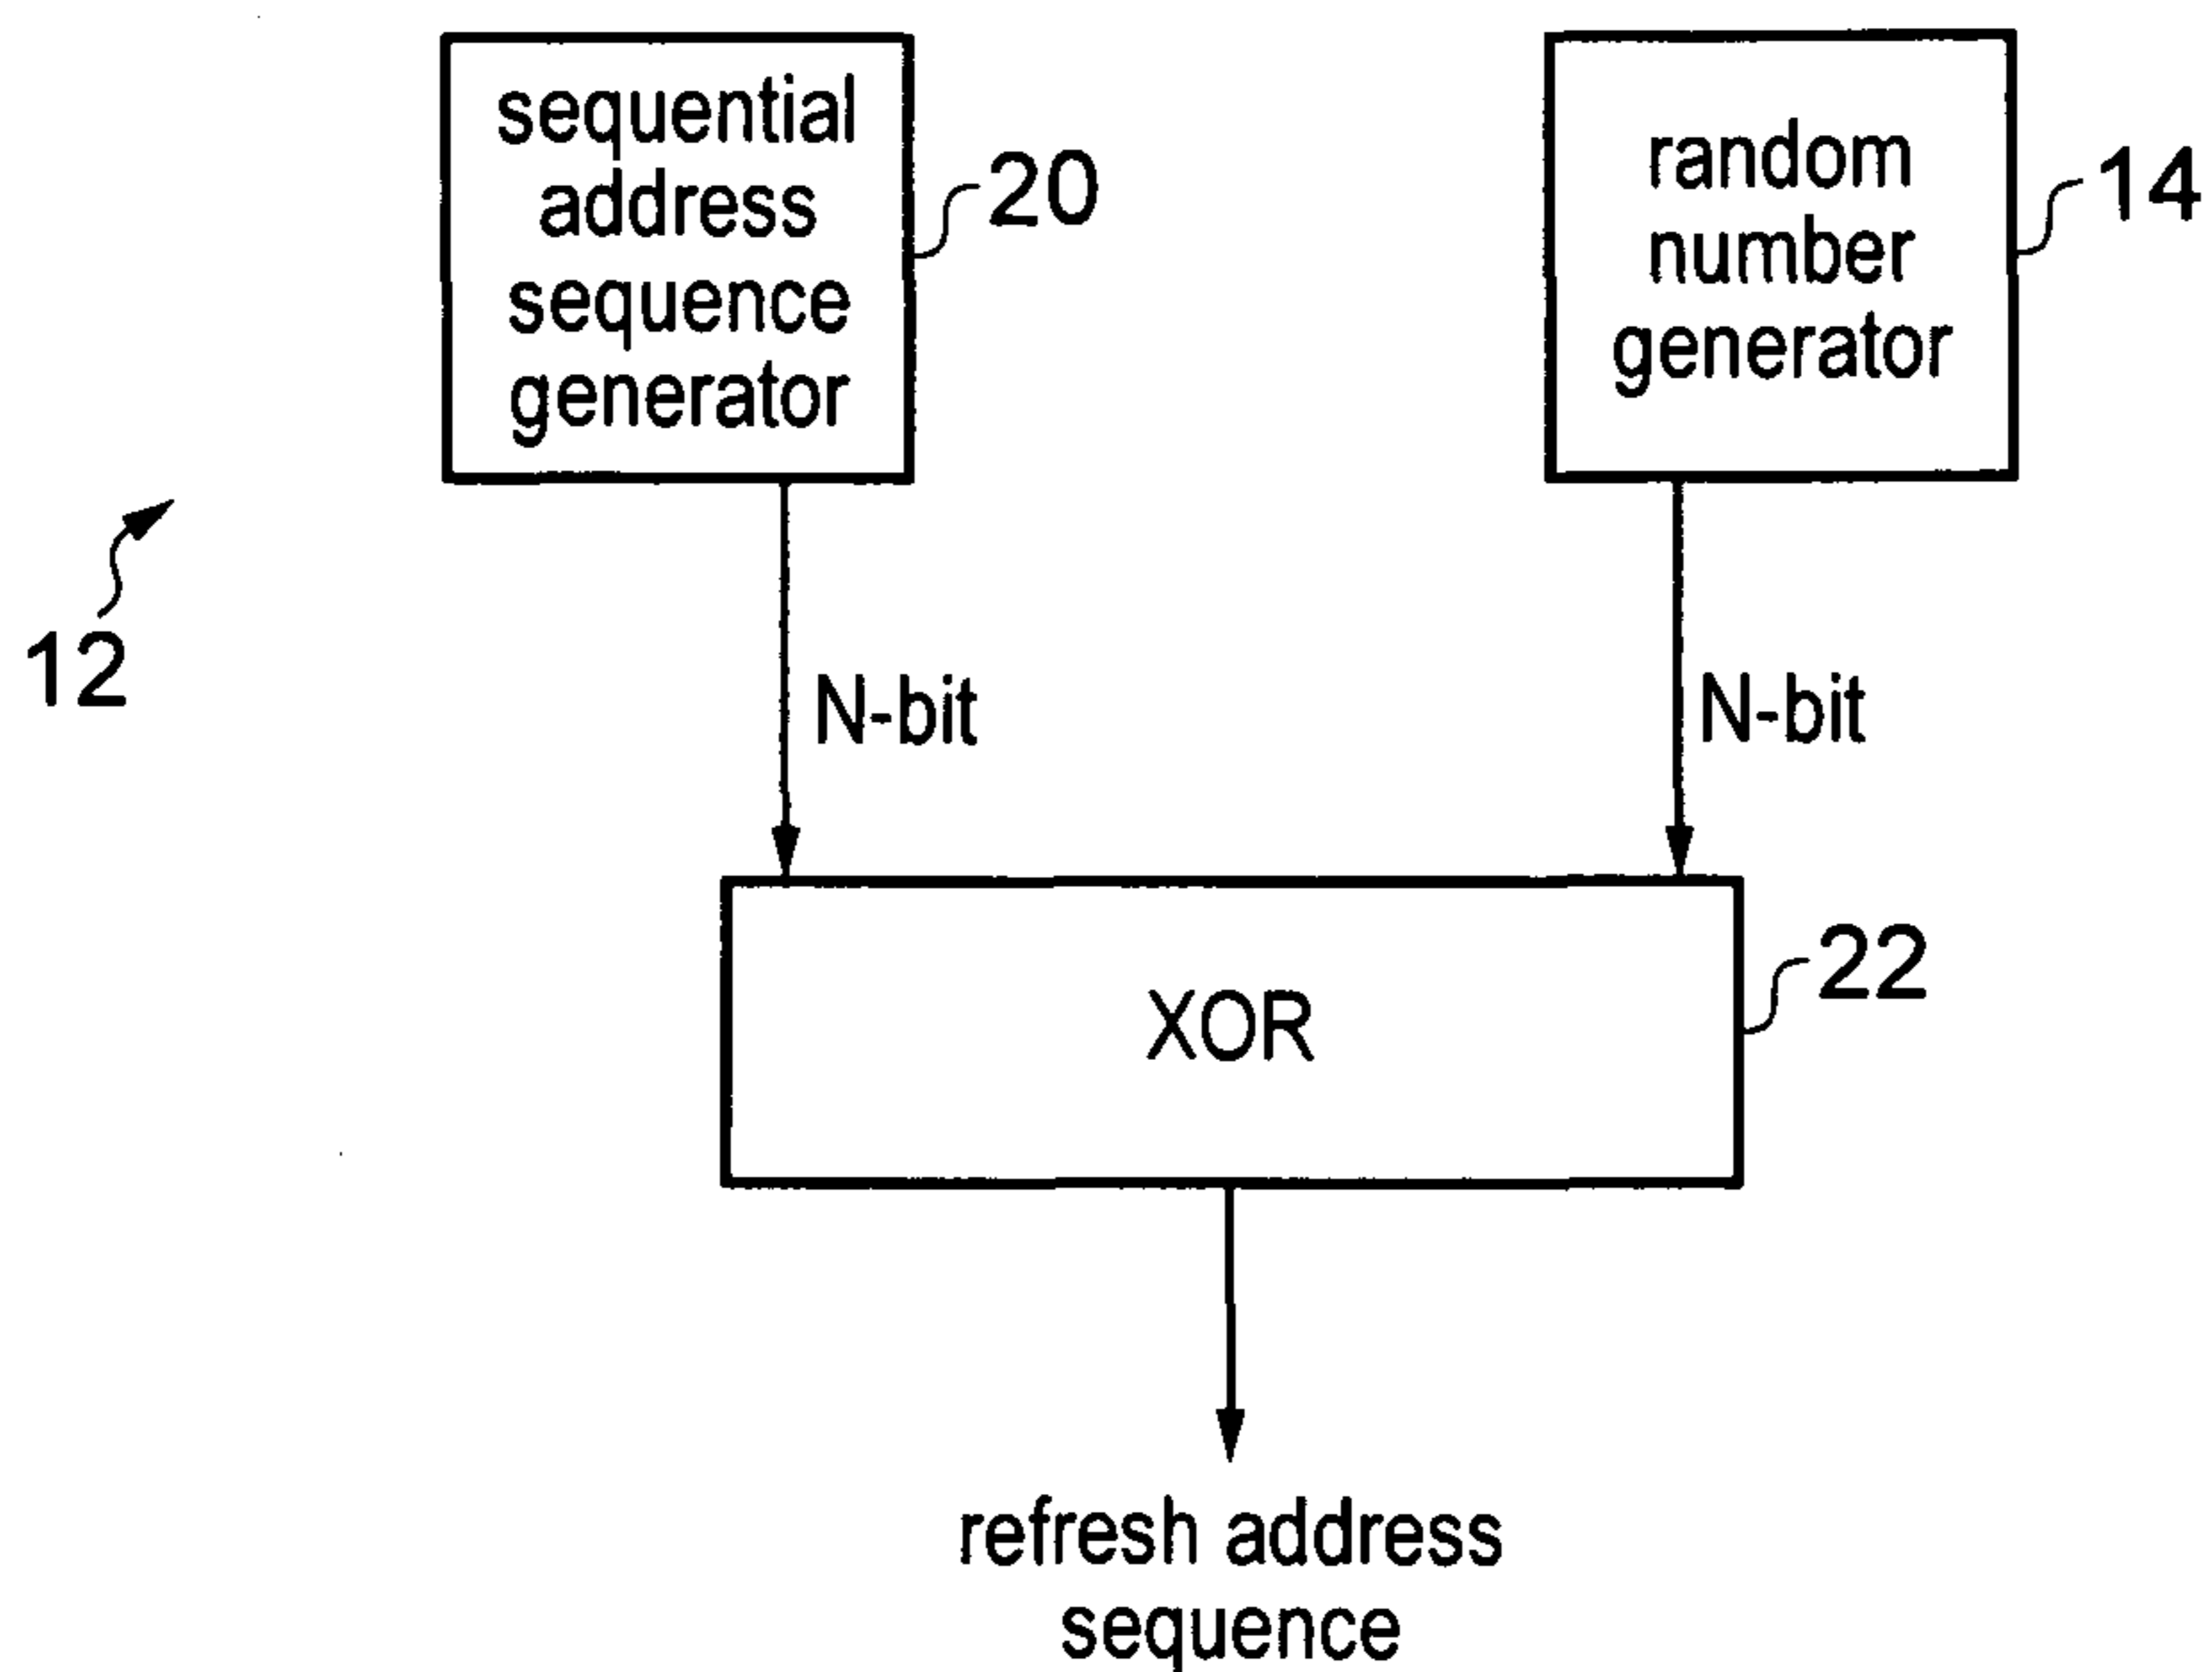 sequential
address
sequence
generator
20
random
number
generator
14
12
N-bit
N-bit
XOR
22
refresh address
sequence